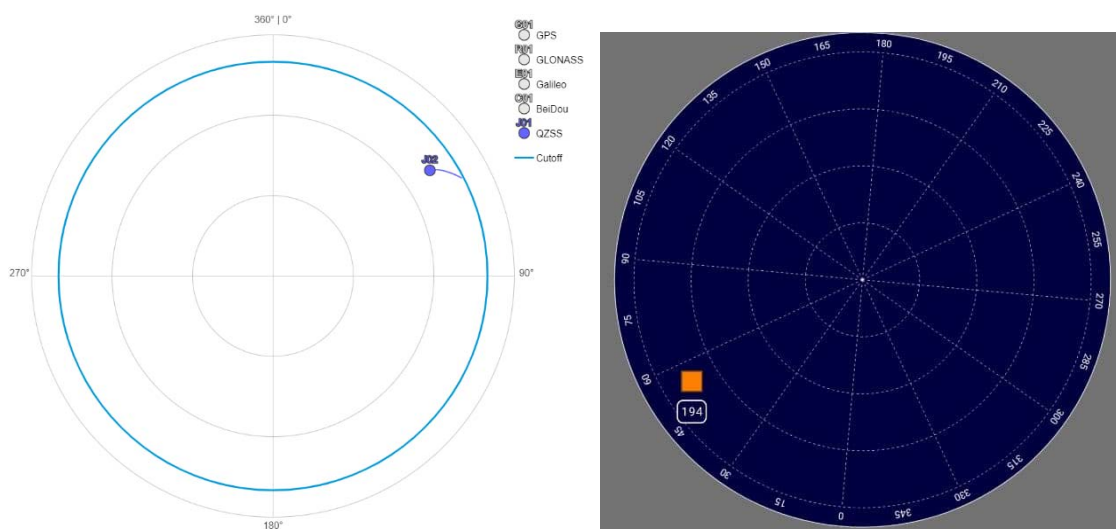 360° | 0°
G01
GPS
R01
GLONASS
E01
Galileo
C01
BeiDou
J01
QZSS
Cutoff
J02
270°
90°
180°
165
180
195
150
210
135
225
120
240
105
255
90
270
75
285
60
300
45
315
30
330
15
0
345
194